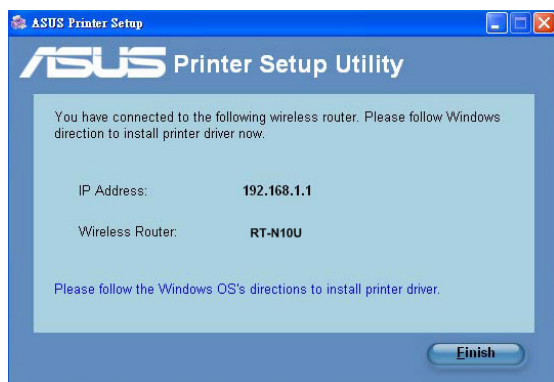 ASUS Printer Setup
ASUS Printer Setup Utility
You have connected to the following wireless router. Please follow Windows
direction to install printer driver now.
IP Address: 192.168.1.1
Wireless Router: RT-N10U
Please follow the Windows OS's directions to install printer driver.
Finish